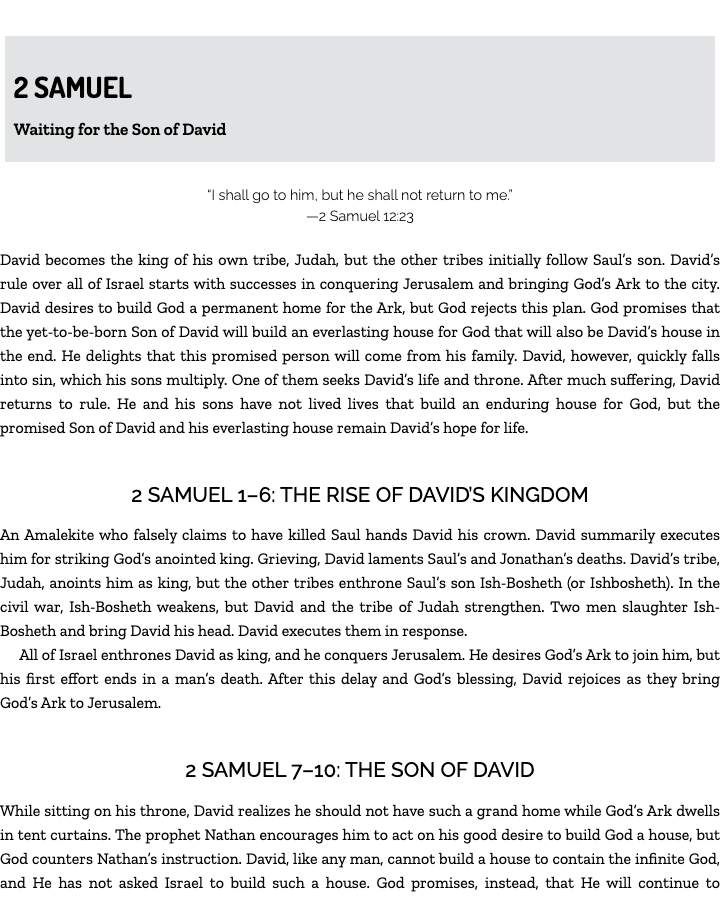 2 SAMUEL
Waiting for the Son of David
“I shall go to him, but he shall not return to me.”
—2 Samuel 12:23
David becomes the king of his own tribe, Judah, but the other tribes initially follow Saul’s son. David’s
rule over all of Israel starts with successes in conquering Jerusalem and bringing God’s Ark to the city.
David desires to build God a permanent home for the Ark, but God rejects this plan. God promises that
the yet-to-be-born Son of David will build an everlasting house for God that will also be David’s house in
the end. He delights that this promised person will come from his family. David, however, quickly falls
into sin, which his sons multiply. One of them seeks David’s life and throne. After much suffering, David
returns to rule. He and his sons have not lived lives that build an enduring house for God, but the
promised Son of David and his everlasting house remain David’s hope for life.
2 SAMUEL 1–6: THE RISE OF DAVID’S KINGDOM
An Amalekite who falsely claims to have killed Saul hands David his crown. David summarily executes
him for striking God’s anointed king. Grieving, David laments Saul’s and Jonathan’s deaths. David’s tribe,
Judah, anoints him as king, but the other tribes enthrone Saul’s son Ish-Bosheth (or Ishbosheth). In the
civil war, Ish-Bosheth weakens, but David and the tribe of Judah strengthen. Two men slaughter Ish-
Bosheth and bring David his head. David executes them in response.
All of Israel enthrones David as king, and he conquers Jerusalem. He desires God’s Ark to join him, but
his first effort ends in a man’s death. After this delay and God’s blessing, David rejoices as they bring
God’s Ark to Jerusalem.
2 SAMUEL 7–10: THE SON OF DAVID
While sitting on his throne, David realizes he should not have such a grand home while God’s Ark dwells
in tent curtains. The prophet Nathan encourages him to act on his good desire to build God a house, but
God counters Nathan’s instruction. David, like any man, cannot build a house to contain the infinite God,
and He has not asked Israel to build such a house. God promises, instead, that He will continue to